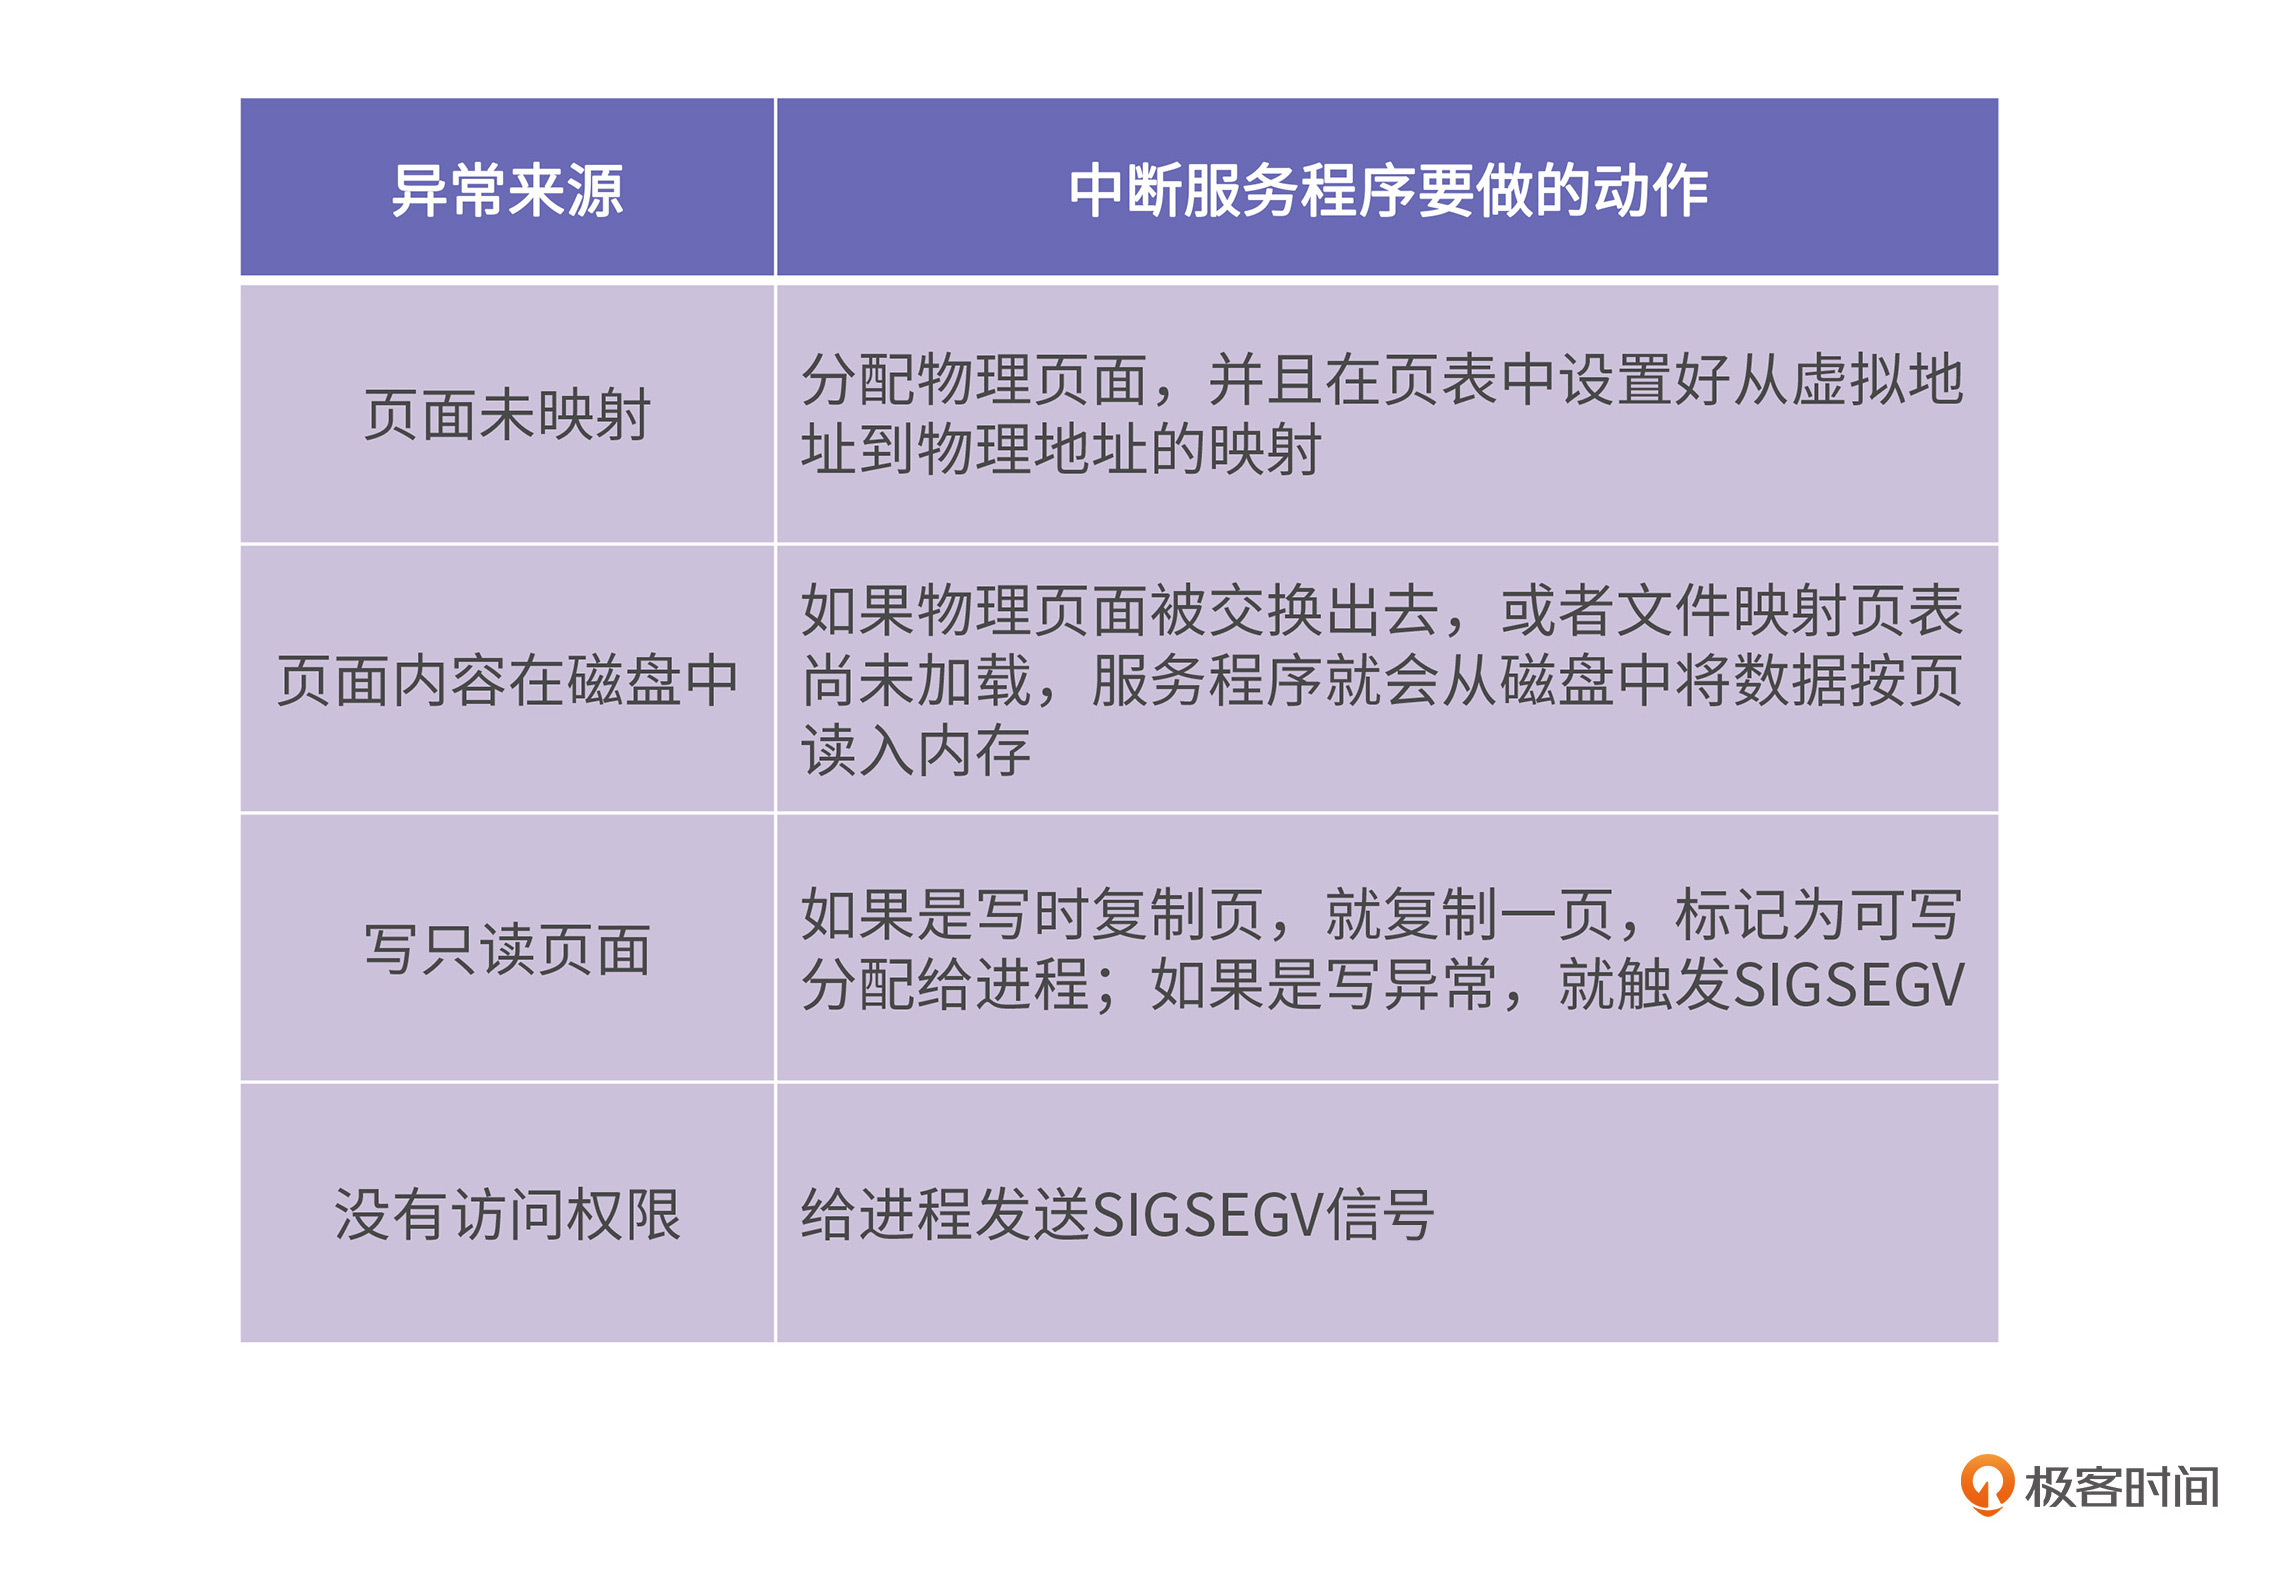 异常来源
中断服务程序要做的动作
页面未映射
分配物理页面，并且在页表中设置好从虚拟地
址到物理地址的映射
页面内容在磁盘中
如果物理页面被交换出去，或者文件映射页表
尚未加载，服务程序就会从磁盘中将数据按页
读入内存
写只读页面
如果是写时复制页，就复制一页，标记为可写
分配给进程；如果是写异常，就触发SIGSEGV
没有访问权限
给进程发送SIGSEGV信号
极客时间